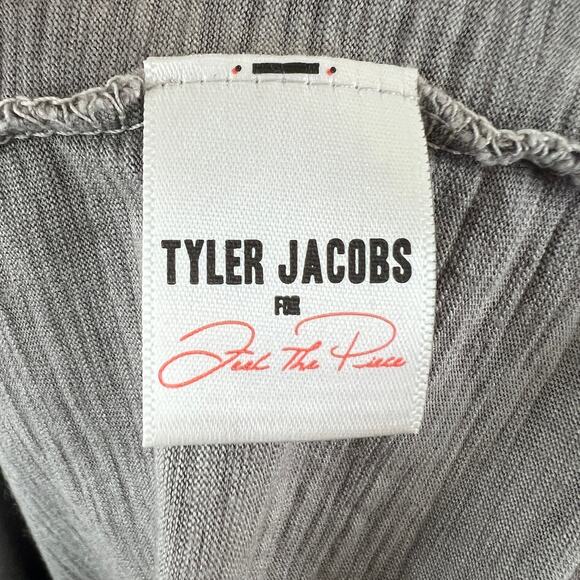 TYLER JACOBS
FOR
Feel The Piece